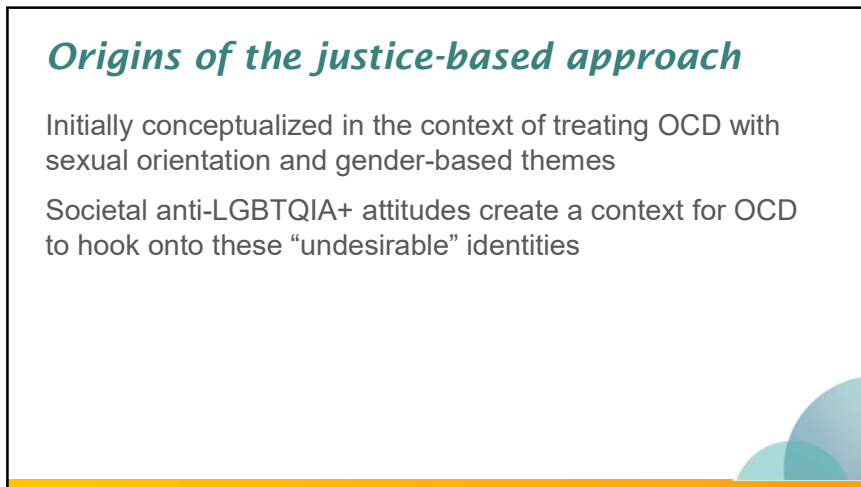 Origins of the justice-based approach
Initially conceptualized in the context of treating OCD with
sexual orientation and gender-based themes
Societal anti-LGBTQIA+ attitudes create a context for OCD
to hook onto these “undesirable” identities